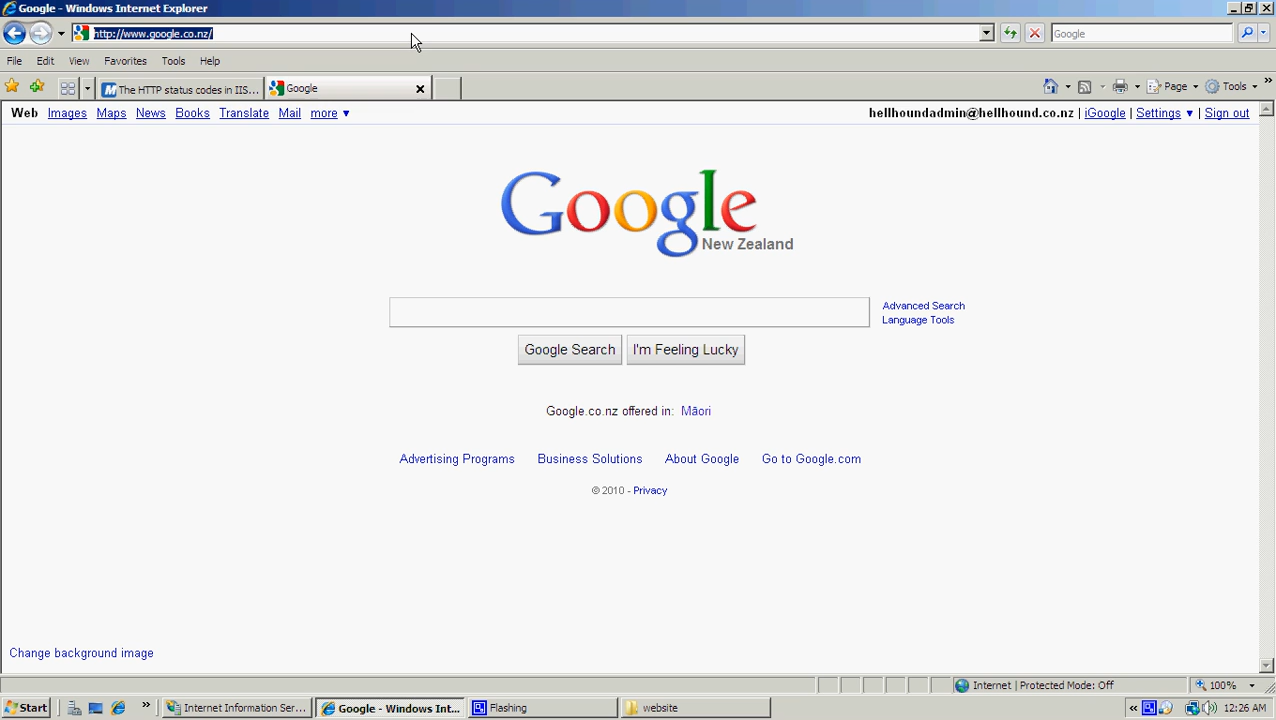 Google - Windows Internet Explorer
http://www.google.co.nz/
Google
File Edit View Favorites Tools Help
The HTTP status codes in IIS...
Google
Page
Tools
Web Images Maps News Books Translate Mail more ▼
hellhoundadmin@hellhound.co.nz | iGoogle | Settings ▼ | Sign out
Google
New Zealand
Advanced Search
Language Tools
Google Search
I'm Feeling Lucky
Google.co.nz offered in: Māori
Advertising Programs Business Solutions About Google Go to Google.com
© 2010 - Privacy
Change background image
Internet | Protected Mode: Off
100%
Start
Internet Information Ser...
Google - Windows Int...
Flashing
website
12:26 AM